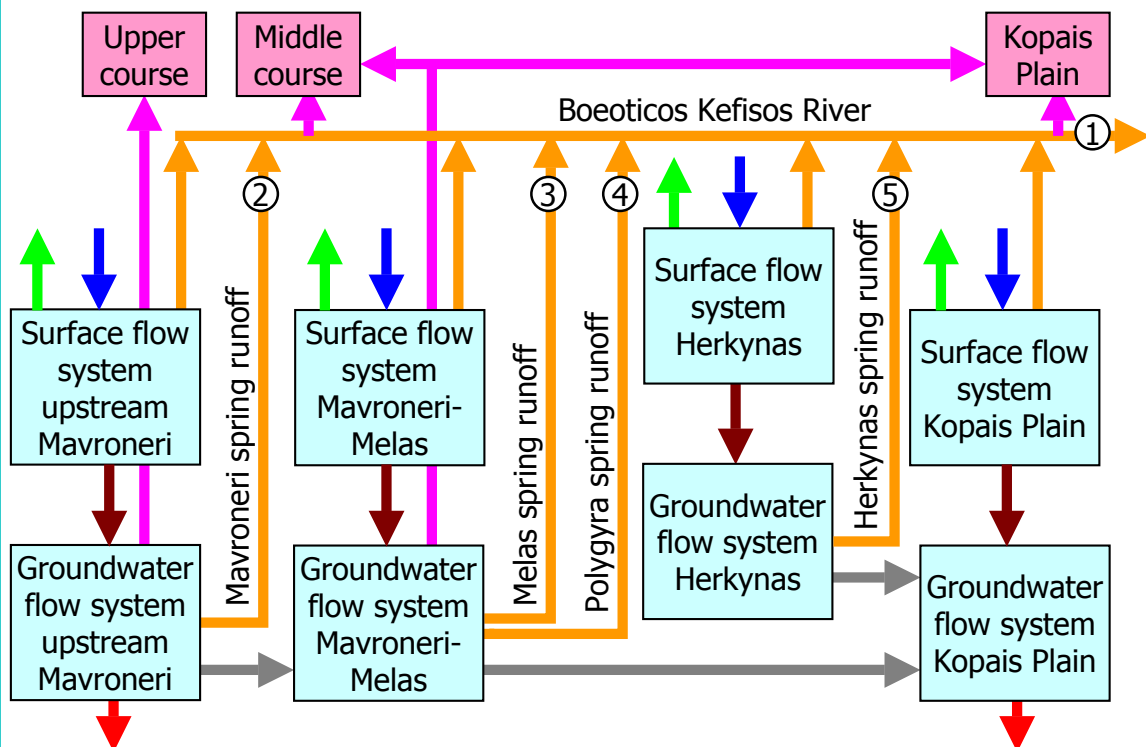 Upper
course
Middle
course
Kopais
Plain
Boeoticos Kefisos River
①
②
③
④
⑤
Mavroneri spring runoff
Melas spring runoff
Polygyra spring runoff
Herkynas spring runoff
Surface flow
system
upstream
Mavroneri
Surface flow
system
Mavroneri-
Melas
Surface flow
system
Herkynas
Surface flow
system
Kopais Plain
Groundwater
flow system
upstream
Mavroneri
Groundwater
flow system
Mavroneri-
Melas
Groundwater
flow system
Herkynas
Groundwater
flow system
Kopais Plain